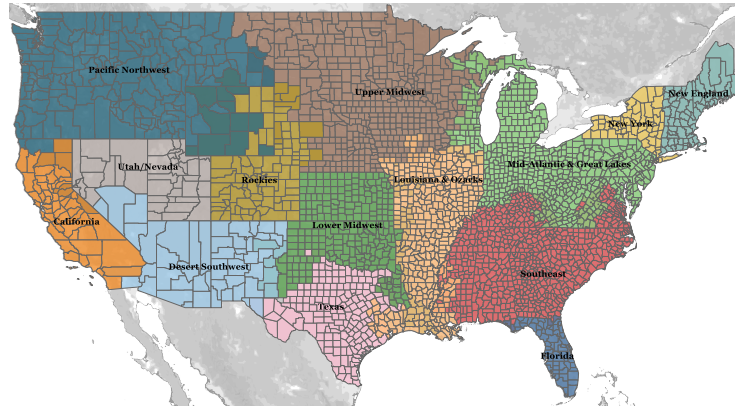 Pacific Northwest
Upper Midwest
New England
New York
Utah/Nevada
Rockies
Louisiana & Ozarks
Mid-Atlantic & Great Lakes
California
Lower Midwest
Desert Southwest
Southeast
Texas
Florida